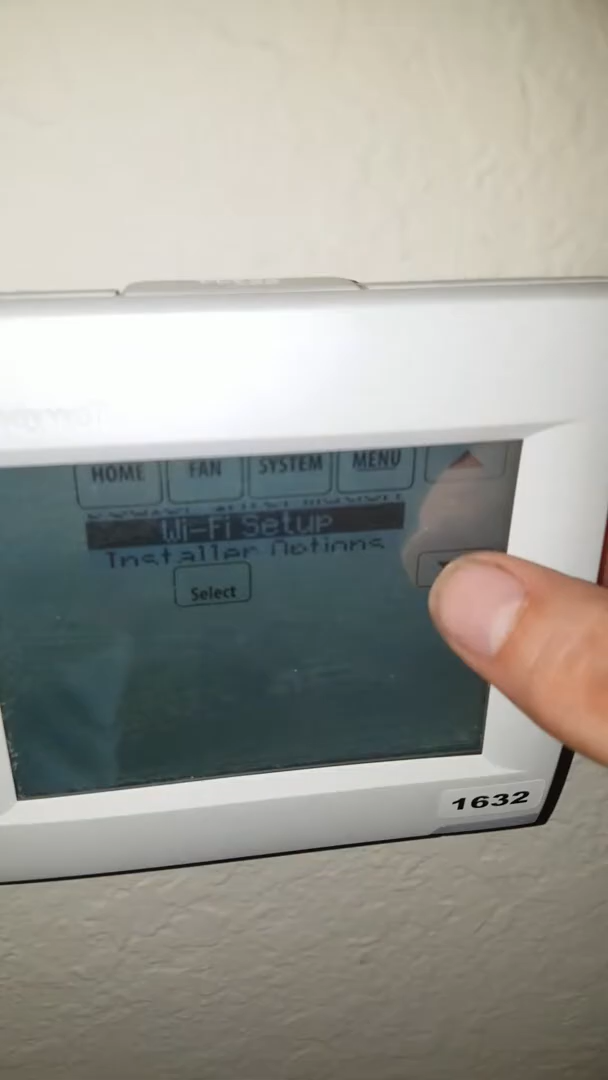 HOME FAN SYSTEM MENU
Wi-Fi Setup
Installer Options
Select
1632